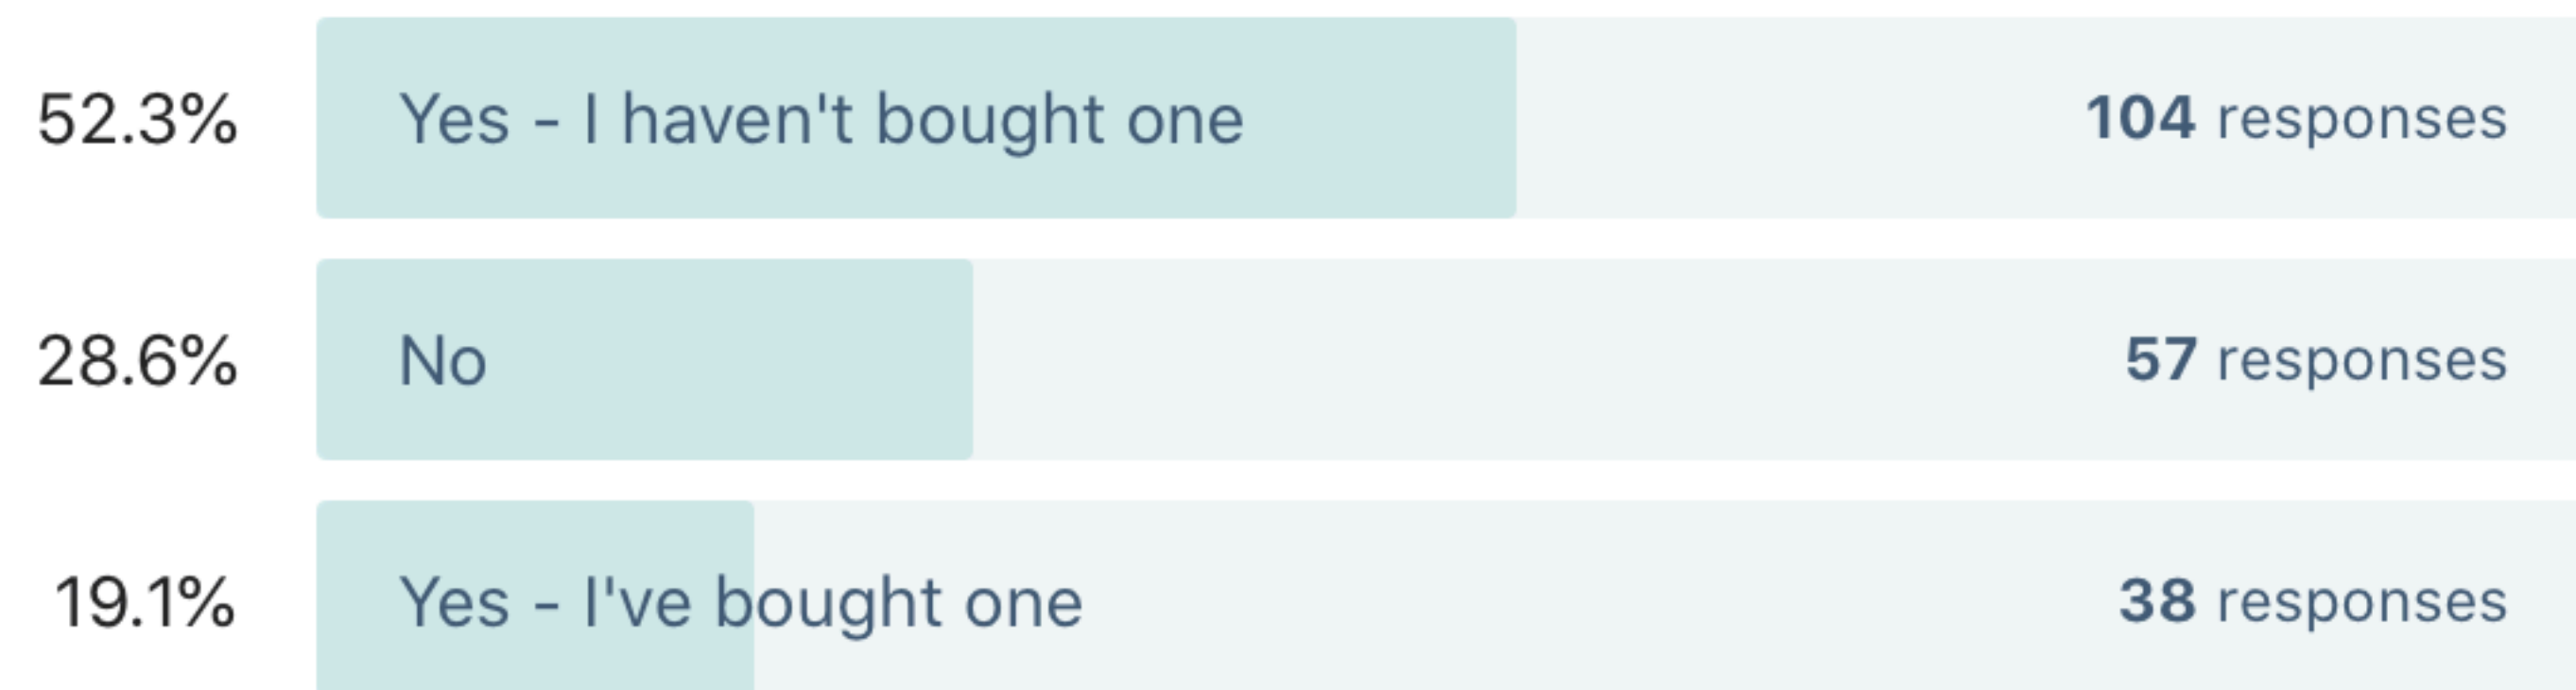 52.3% Yes - I haven't bought one 104 responses
28.6% No 57 responses
19.1% Yes - I've bought one 38 responses